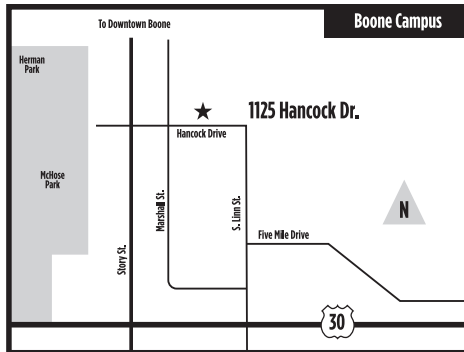 To Downtown Boone
Boone Campus
Herman
Park
1125 Hancock Dr.
Hancock Drive
McHose
Park
Marshall St.
S. Linn St.
N
Story St.
Five Mile Drive
30